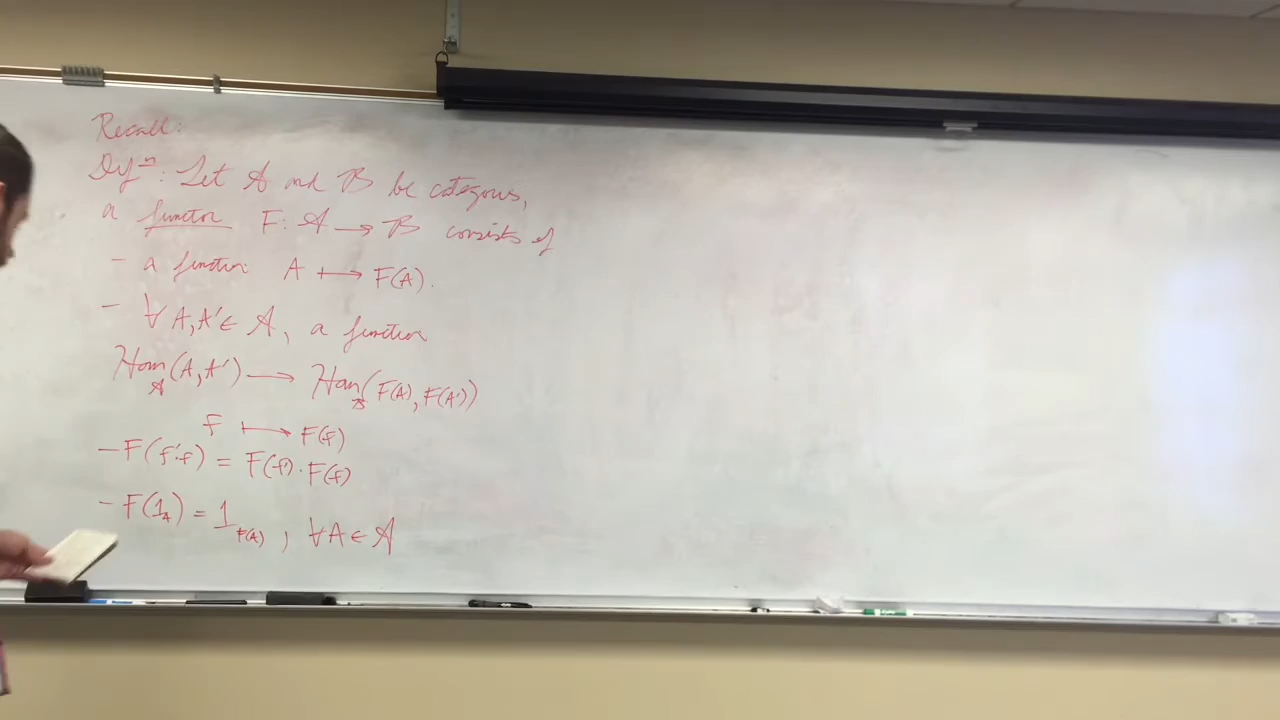 Recall:
Defⁿ: Let 𝒜 and ℬ be categories,
a functor F: 𝒜 → ℬ consists of
- a function A ↦ F(A).
- ∀ A, A' ∈ 𝒜, a function
Hom_𝒜(A, A') → Hom_ℬ(F(A), F(A'))
f ↦ F(f)
- F(f'·f) = F(f')·F(f)
- F(1_A) = 1_F(A), ∀ A ∈ 𝒜